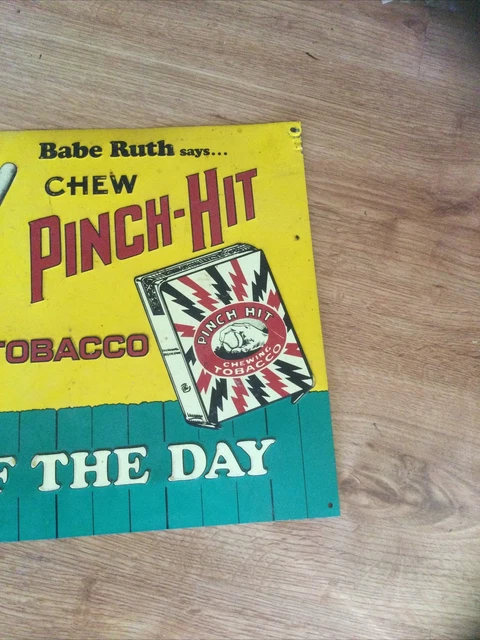 Babe Ruth says...
CHEW
PINCH-HIT
TOBACCO
PINCH HIT
CHEWING
TOBACCO
THE DAY